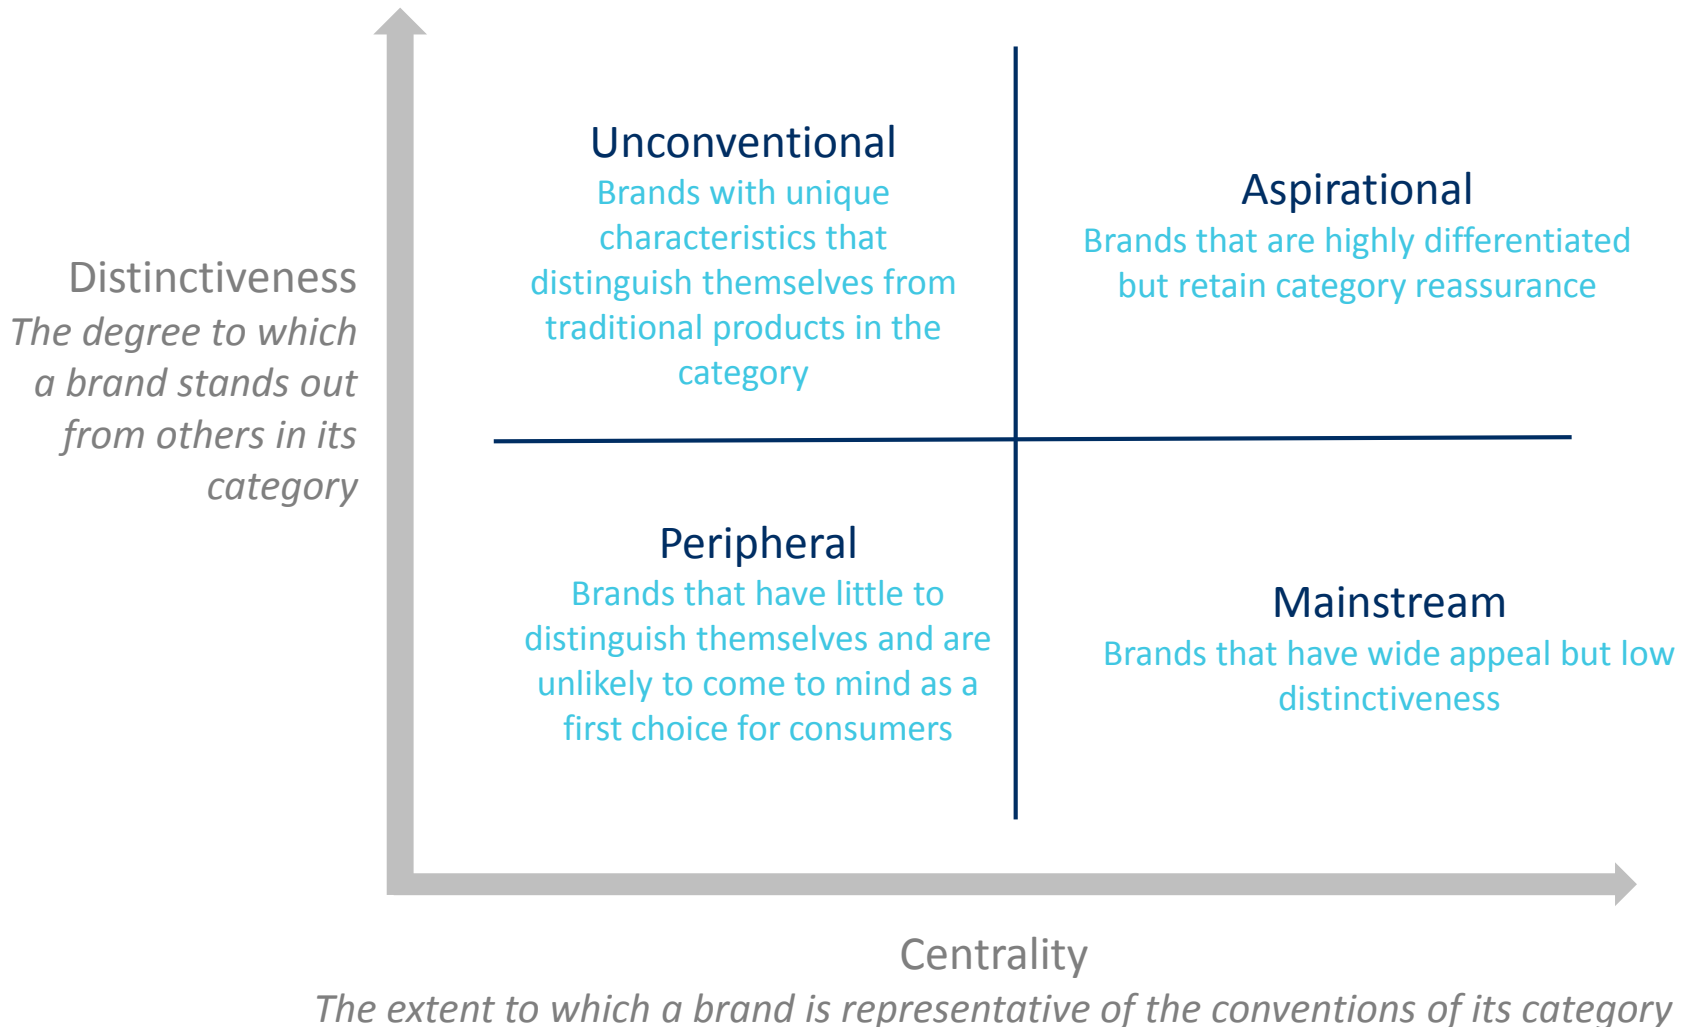 Unconventional
Brands with unique
characteristics that
distinguish themselves from
traditional products in the
category
Aspirational
Brands that are highly differentiated
but retain category reassurance
Distinctiveness
The degree to which
a brand stands out
from others in its
category
Peripheral
Brands that have little to
distinguish themselves and are
unlikely to come to mind as a
first choice for consumers
Mainstream
Brands that have wide appeal but low
distinctiveness
Centrality
The extent to which a brand is representative of the conventions of its category